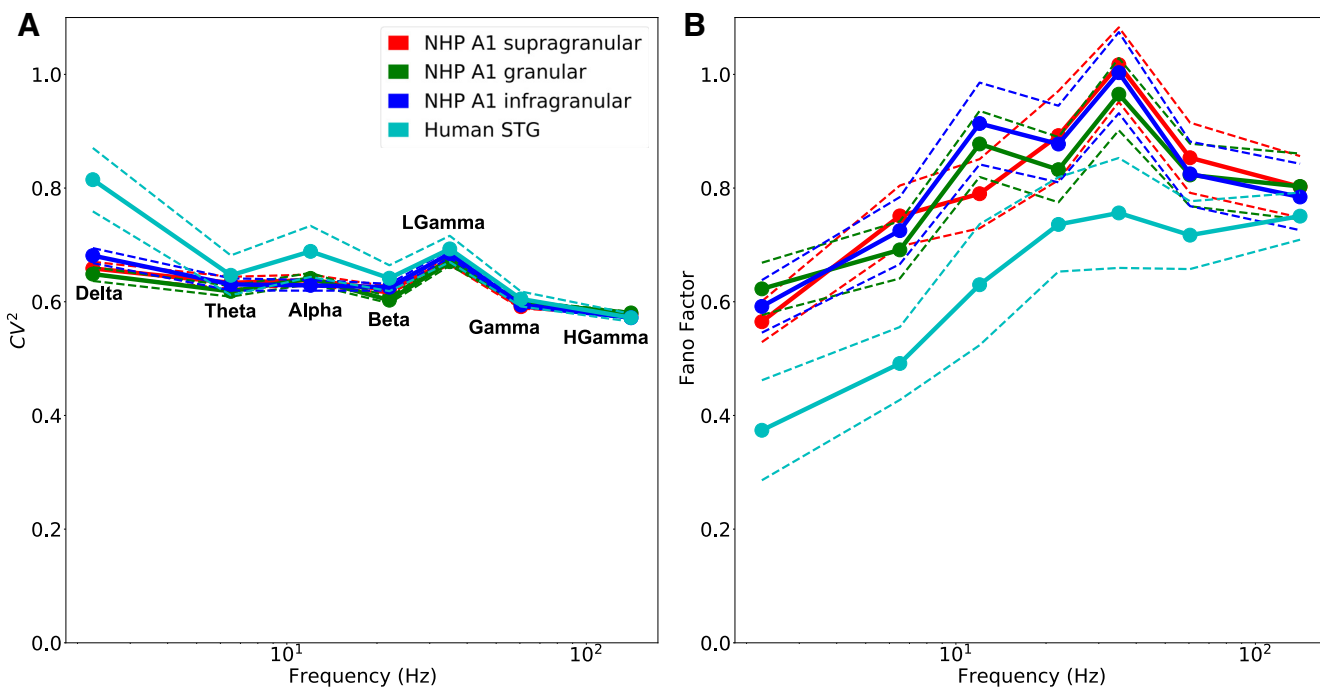 A
NHP A1 supragranular
NHP A1 granular
NHP A1 infragranular
Human STG
1.0
0.8
0.6
0.4
0.2
0.0
CV²
Delta
Theta
Alpha
Beta
LGamma
Gamma
HGamma
10¹
10²
Frequency (Hz)
B
1.0
0.8
0.6
0.4
0.2
0.0
Fano Factor
10¹
10²
Frequency (Hz)